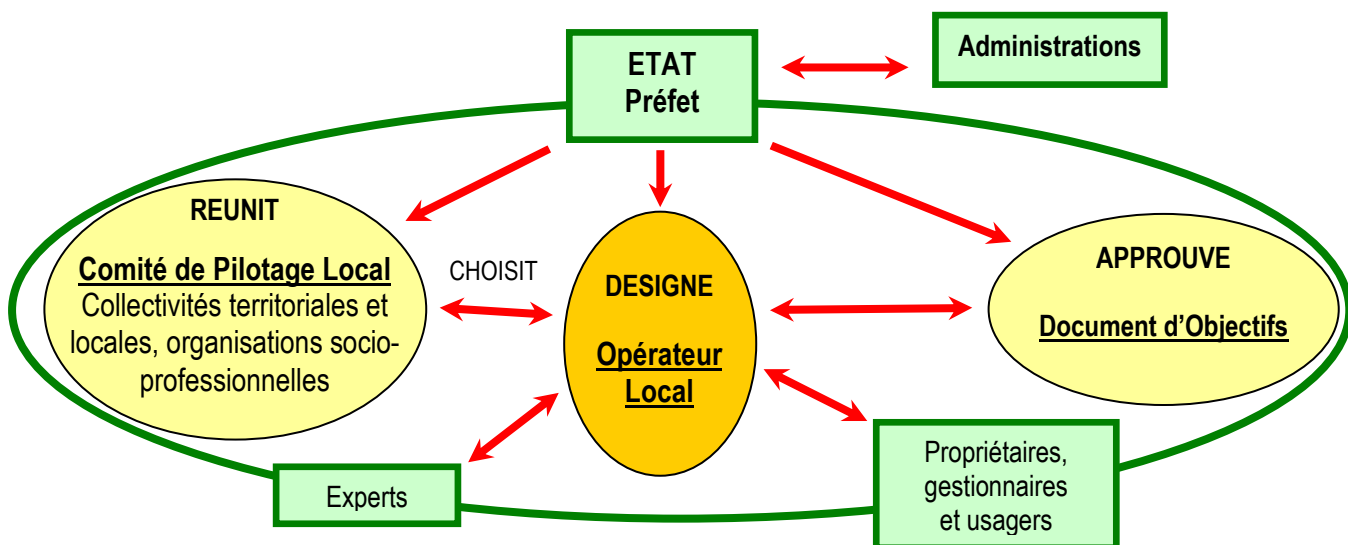 ETAT
Préfet
Administrations
REUNIT
Comité de Pilotage Local
Collectivités territoriales et
locales, organisations socio-
professionnelles
CHOISIT
DESIGNE
Opérateur
Local
APPROUVE
Document d’Objectifs
Experts
Propriétaires,
gestionnaires
et usagers